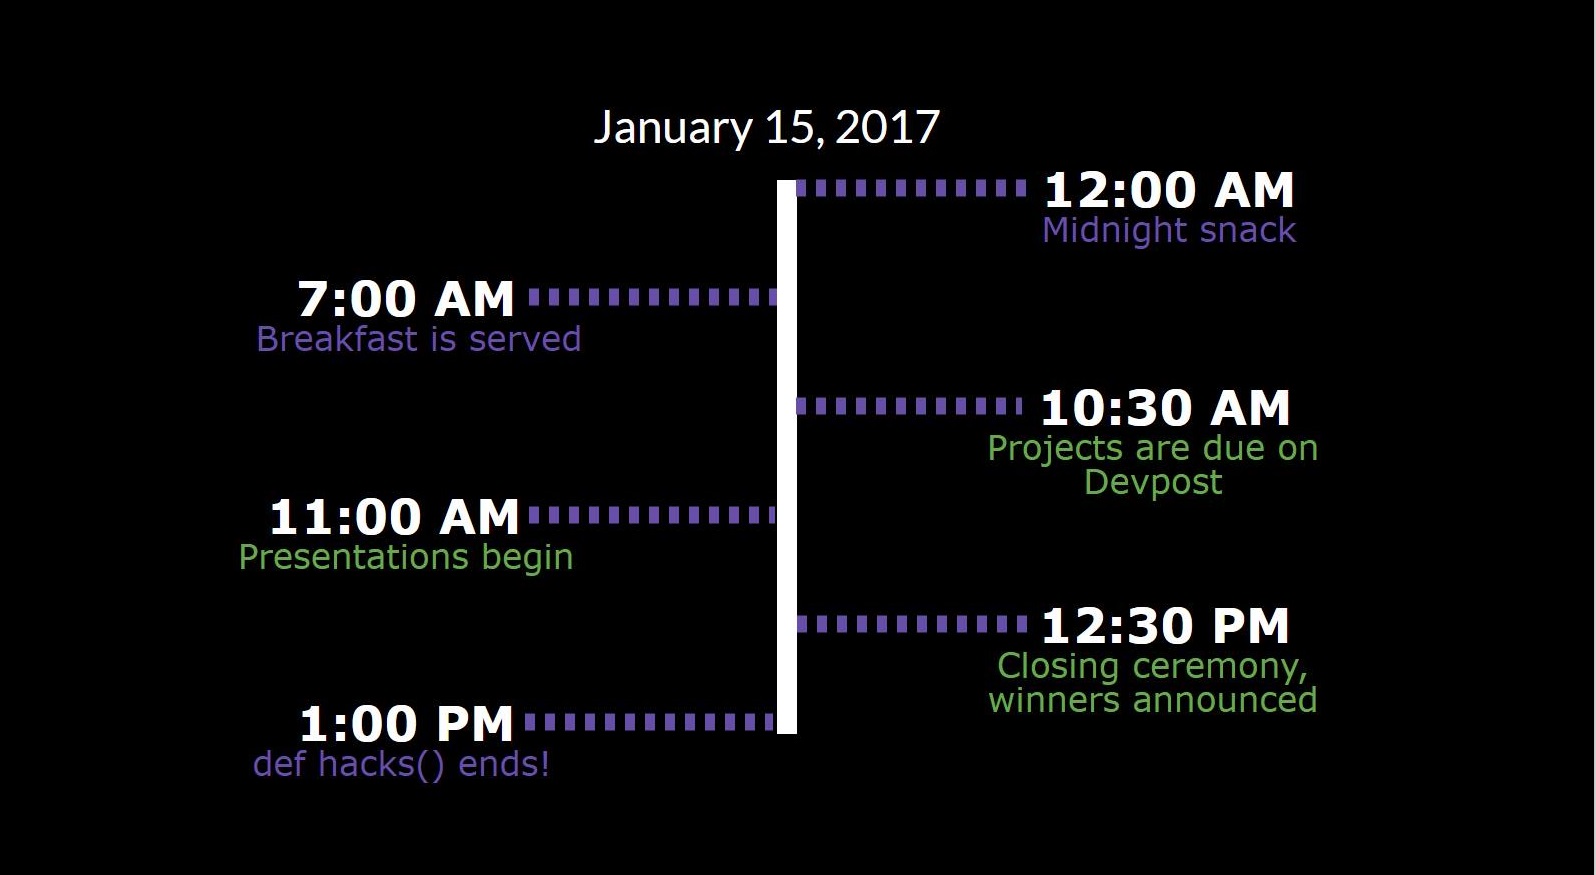 January 15, 2017
12:00 AM
Midnight snack
7:00 AM
Breakfast is served
10:30 AM
Projects are due on
Devpost
11:00 AM
Presentations begin
12:30 PM
Closing ceremony,
winners announced
1:00 PM
def hacks() ends!